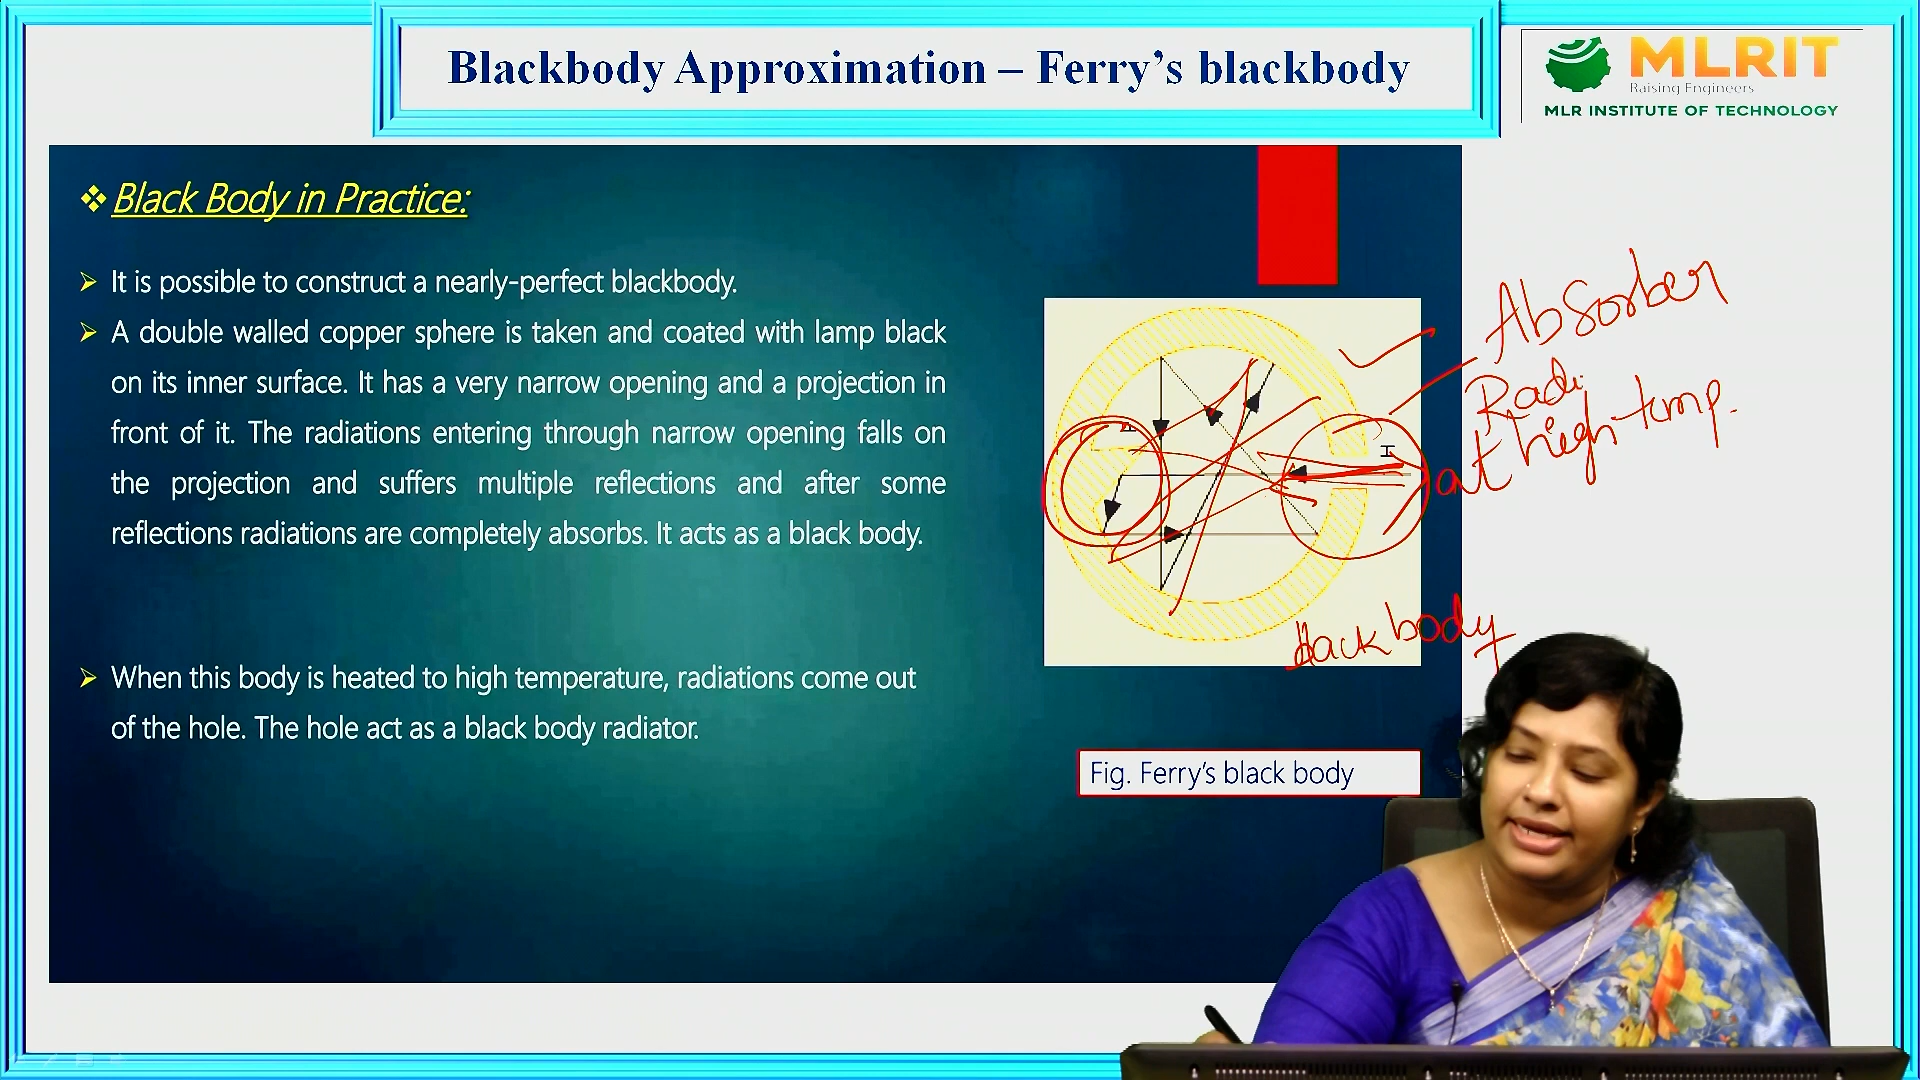 Blackbody Approximation – Ferry's blackbody
MLRIT
Raising Engineers
MLR INSTITUTE OF TECHNOLOGY
Black Body in Practice:
It is possible to construct a nearly-perfect blackbody.
A double walled copper sphere is taken and coated with lamp black
on its inner surface. It has a very narrow opening and a projection in
front of it. The radiations entering through narrow opening falls on
the projection and suffers multiple reflections and after some
reflections radiations are completely absorbs. It acts as a black body.
When this body is heated to high temperature, radiations come out
of the hole. The hole act as a black body radiator.
Absorber
Radi
at high temp.
H
black body
Fig. Ferry's black body